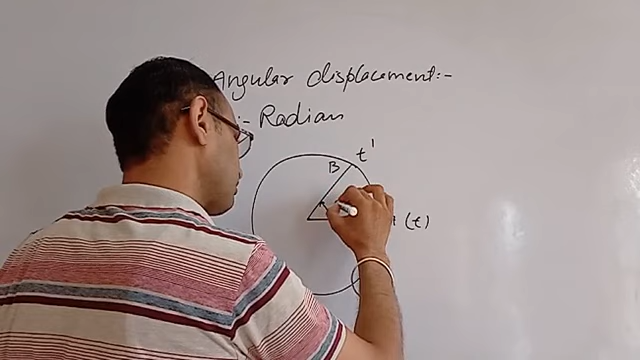 Angular displacement:-
:- Radian
t'
B
(t)